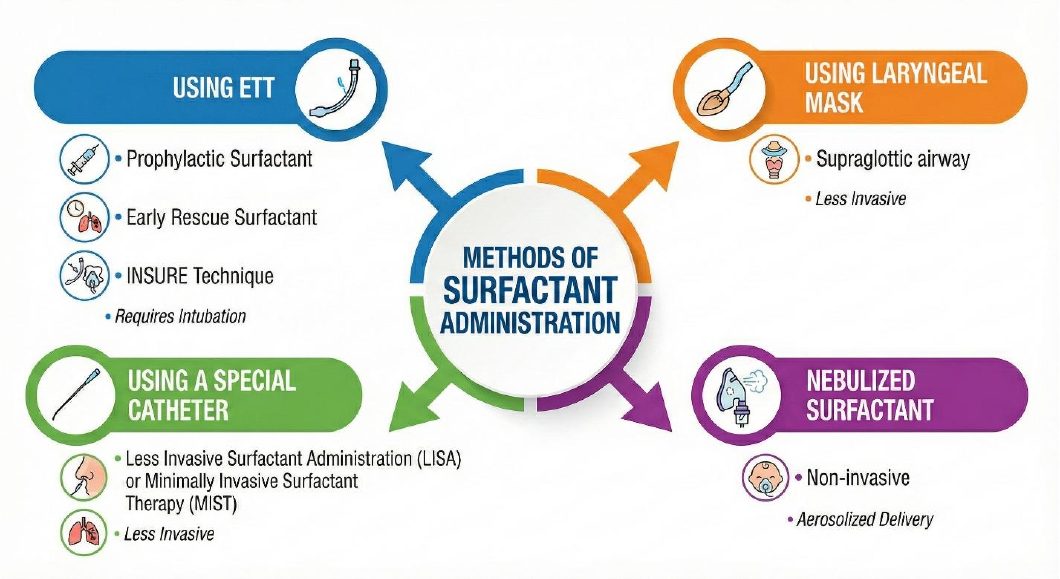 USING ETT
• Prophylactic Surfactant
• Early Rescue Surfactant
• INSURE Technique
• Requires Intubation
USING LARYNGEAL
MASK
• Supraglottic airway
• Less Invasive
METHODS OF
SURFACTANT
ADMINISTRATION
USING A SPECIAL
CATHETER
• Less Invasive Surfactant Administration (LISA)
or Minimally Invasive Surfactant
Therapy (MIST)
• Less Invasive
NEBULIZED
SURFACTANT
• Non-invasive
• Aerosolized Delivery